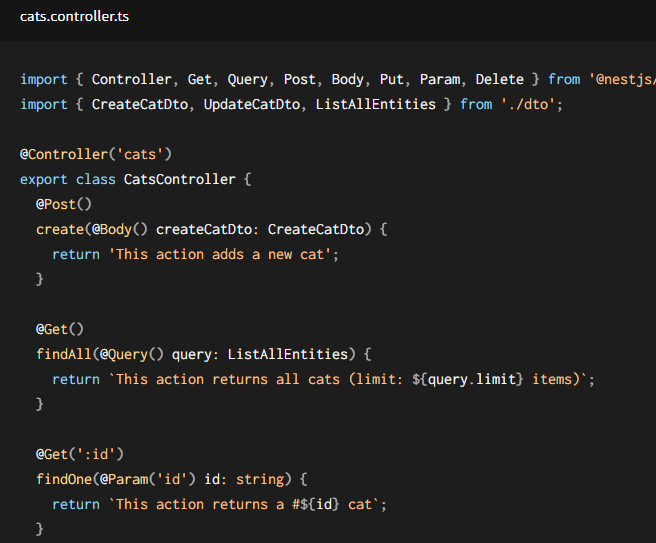 cats.controller.ts
import { Controller, Get, Query, Post, Body, Put, Param, Delete } from '@nestjs/
import { CreateCatDto, UpdateCatDto, ListAllEntities } from './dto';
@Controller('cats')
export class CatsController {
@Post()
create(@Body() createCatDto: CreateCatDto) {
return 'This action adds a new cat';
}
@Get()
findAll(@Query() query: ListAllEntities) {
return `This action returns all cats (limit: ${query.limit} items)`;
}
@Get(':id')
findOne(@Param('id') id: string) {
return `This action returns a #${id} cat`;
}